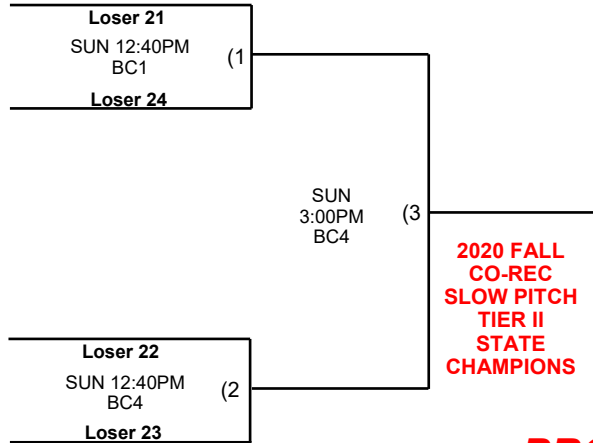 Loser 21
SUN 12:40PM
BC1
(1
Loser 24
SUN
3:00PM
BC4
(3
2020 FALL
CO-REC
SLOW PITCH
TIER II
STATE
CHAMPIONS
Loser 22
SUN 12:40PM
BC4
(2
Loser 23